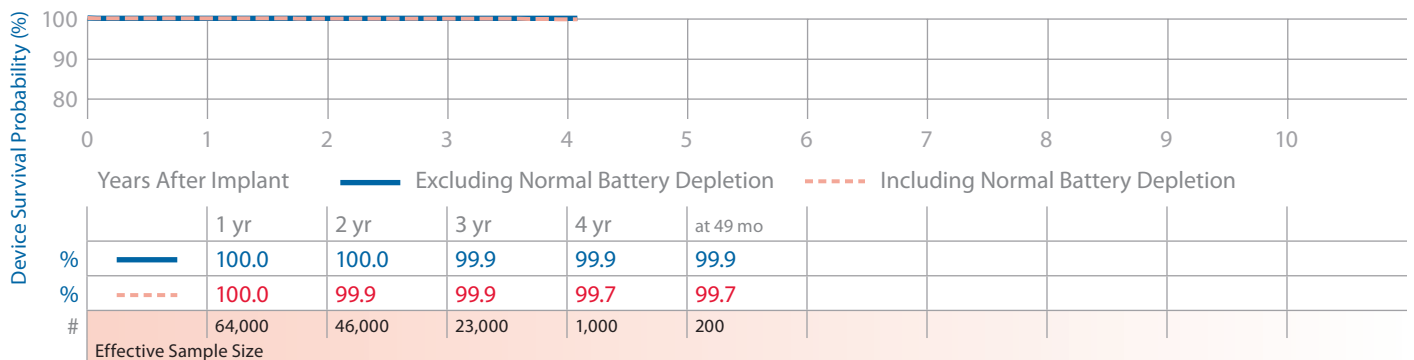 Device Survival Probability (%)
100
90
80
0 1 2 3 4 5 6 7 8 9 10
Years After Implant Excluding Normal Battery Depletion Including Normal Battery Depletion
1 yr 2 yr 3 yr 4 yr at 49 mo
% 100.0 100.0 99.9 99.9 99.9
% 100.0 99.9 99.9 99.7 99.7
# 64,000 46,000 23,000 1,000 200
Effective Sample Size